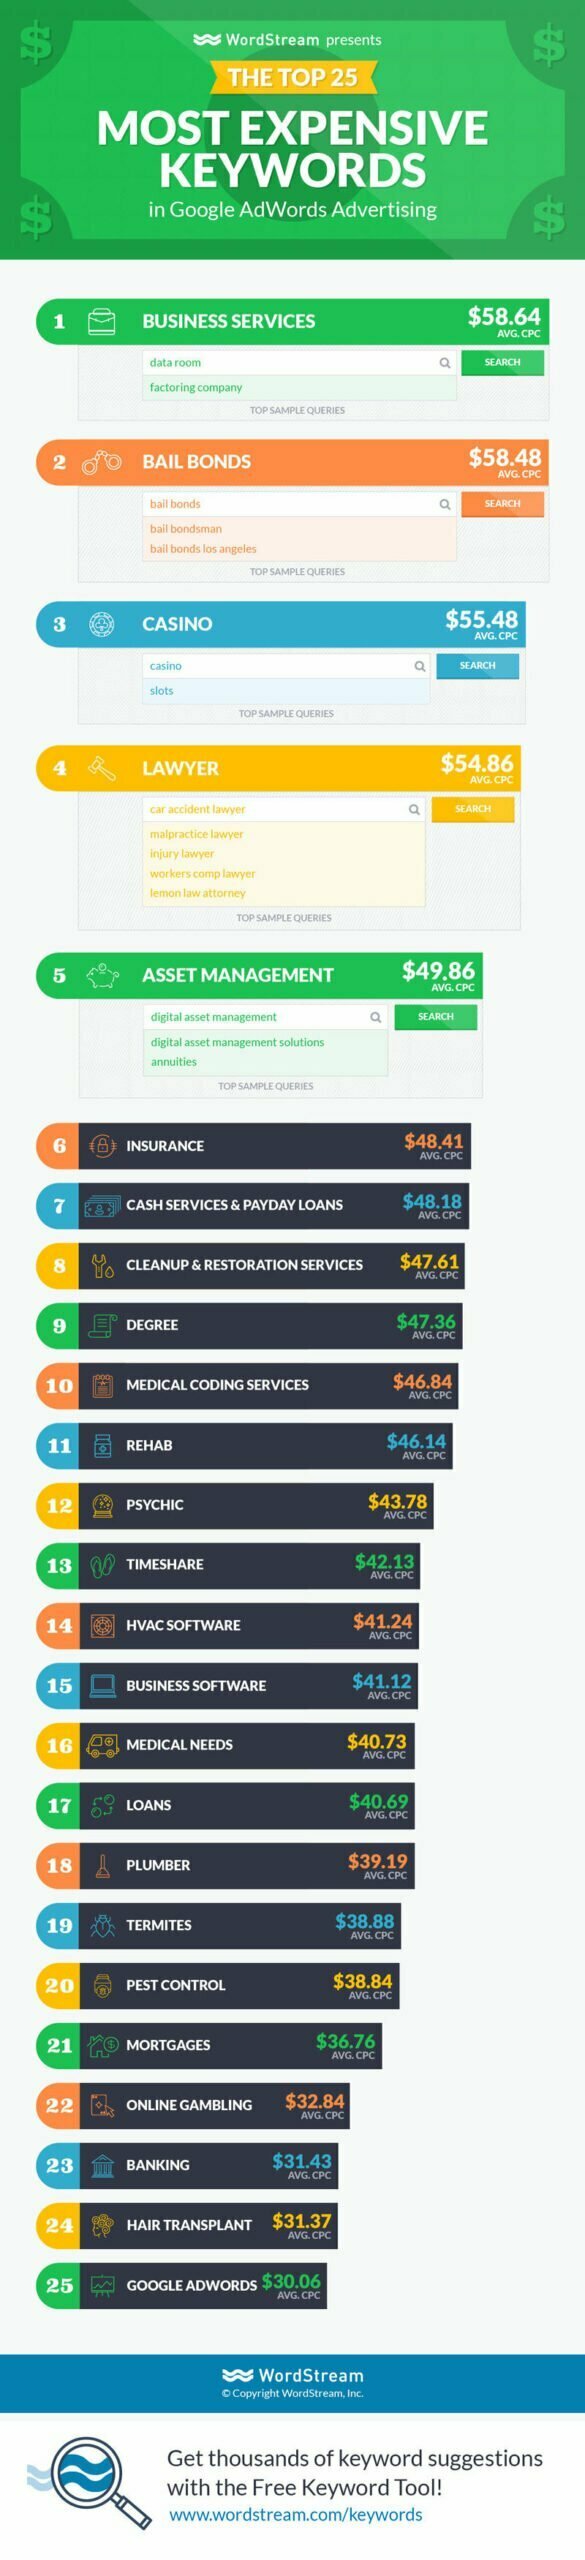 WordStream presents
THE TOP 25
MOST EXPENSIVE
KEYWORDS
in Google AdWords Advertising
1 BUSINESS SERVICES $58.64
AVG. CPC
data room SEARCH
factoring company
TOP SAMPLE QUERIES
2 BAIL BONDS $58.48
AVG. CPC
bail bonds SEARCH
bail bondsman
bail bonds los angeles
TOP SAMPLE QUERIES
3 CASINO $55.48
AVG. CPC
casino SEARCH
slots
TOP SAMPLE QUERIES
4 LAWYER $54.86
AVG. CPC
car accident lawyer SEARCH
malpractice lawyer
injury lawyer
workers comp lawyer
lemon law attorney
TOP SAMPLE QUERIES
5 ASSET MANAGEMENT $49.86
AVG. CPC
digital asset management SEARCH
digital asset management solutions
annuities
TOP SAMPLE QUERIES
6 INSURANCE $48.41
AVG. CPC
7 CASH SERVICES & PAYDAY LOANS $48.18
AVG. CPC
8 CLEANUP & RESTORATION SERVICES $47.61
AVG. CPC
9 DEGREE $47.36
AVG. CPC
10 MEDICAL CODING SERVICES $46.84
AVG. CPC
11 REHAB $46.14
AVG. CPC
12 PSYCHIC $43.78
AVG. CPC
13 TIMESHARE $42.13
AVG. CPC
14 HVAC SOFTWARE $41.24
AVG. CPC
15 BUSINESS SOFTWARE $41.12
AVG. CPC
16 MEDICAL NEEDS $40.73
AVG. CPC
17 LOANS $40.69
AVG. CPC
18 PLUMBER $39.19
AVG. CPC
19 TERMITES $38.88
AVG. CPC
20 PEST CONTROL $38.84
AVG. CPC
21 MORTGAGES $36.76
AVG. CPC
22 ONLINE GAMBLING $32.84
AVG. CPC
23 BANKING $31.43
AVG. CPC
24 HAIR TRANSPLANT $31.37
AVG. CPC
25 GOOGLE ADWORDS $30.06
AVG. CPC
WordStream
© Copyright WordStream, Inc.
Get thousands of keyword suggestions
with the Free Keyword Tool!
www.wordstream.com/keywords